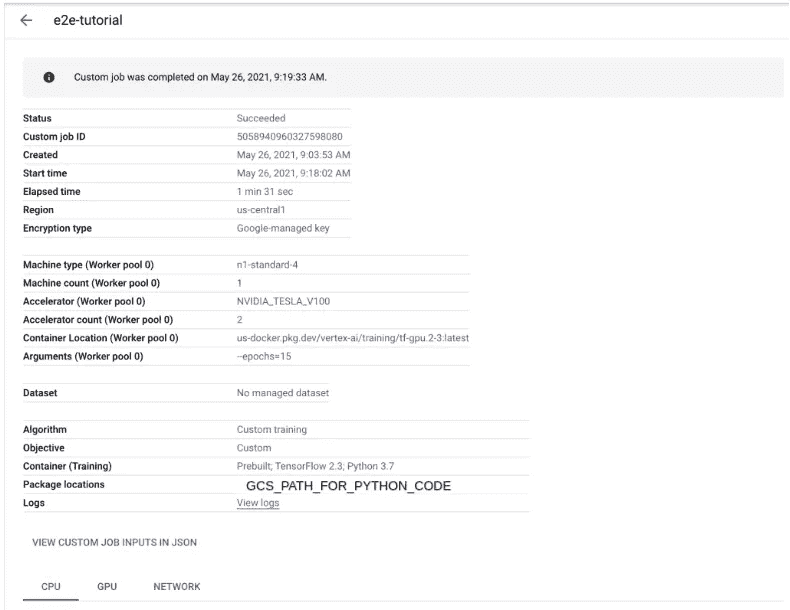 e2e-tutorial
Custom job was completed on May 26, 2021, 9:19:33 AM.
Status Succeeded
Custom job ID 5058940960327598080
Created May 26, 2021, 9:03:53 AM
Start time May 26, 2021, 9:18:02 AM
Elapsed time 1 min 31 sec
Region us-central1
Encryption type Google-managed key
Machine type (Worker pool 0) n1-standard-4
Machine count (Worker pool 0) 1
Accelerator (Worker pool 0) NVIDIA_TESLA_V100
Accelerator count (Worker pool 0) 2
Container Location (Worker pool 0) us-docker.pkg.dev/vertex-ai/training/tf-gpu.2-3:latest
Arguments (Worker pool 0) --epochs=15
Dataset No managed dataset
Algorithm Custom training
Objective Custom
Container (Training) Prebuilt; TensorFlow 2.3; Python 3.7
Package locations GCS_PATH_FOR_PYTHON_CODE
Logs View logs
VIEW CUSTOM JOB INPUTS IN JSON
CPU GPU NETWORK